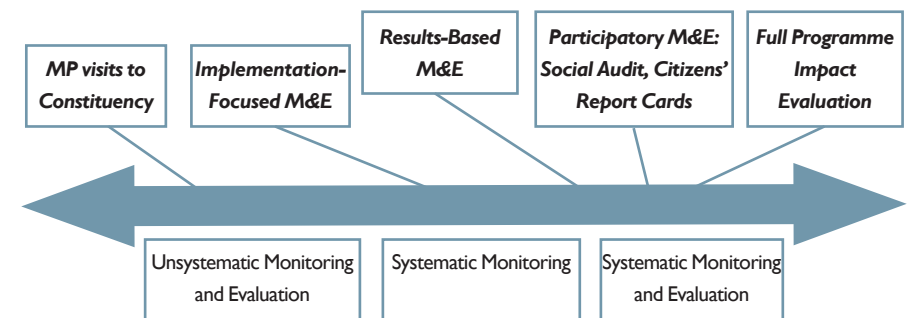 MP visits to
Constituency
Implementation-
Focused M&E
Results-Based
M&E
Participatory M&E:
Social Audit, Citizens’
Report Cards
Full Programme
Impact
Evaluation
Unsystematic Monitoring
and Evaluation
Systematic Monitoring
Systematic Monitoring
and Evaluation